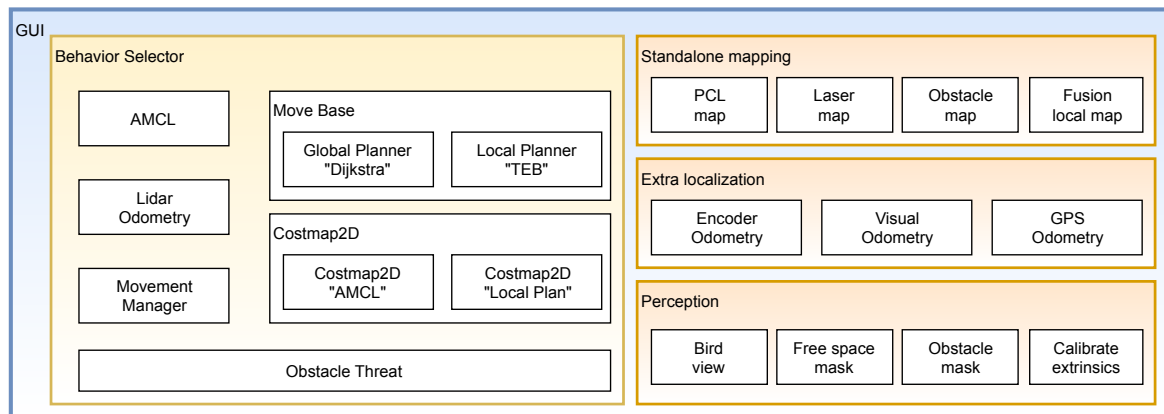 GUI
Behavior Selector
AMCL
Lidar
Odometry
Movement
Manager
Move Base
Global Planner
"Dijkstra"
Local Planner
"TEB"
Costmap2D
Costmap2D
"AMCL"
Costmap2D
"Local Plan"
Obstacle Threat
Standalone mapping
PCL
map
Laser
map
Obstacle
map
Fusion
local map
Extra localization
Encoder
Odometry
Visual
Odometry
GPS
Odometry
Perception
Bird
view
Free space
mask
Obstacle
mask
Calibrate
extrinsics